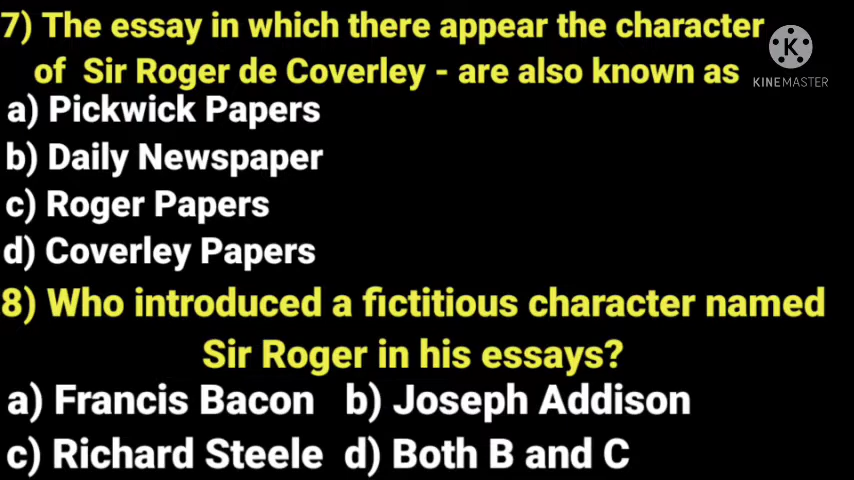 7) The essay in which there appear the character
of Sir Roger de Coverley - are also known as
K
KINEMASTER
a) Pickwick Papers
b) Daily Newspaper
c) Roger Papers
d) Coverley Papers
8) Who introduced a fictitious character named
Sir Roger in his essays?
a) Francis Bacon b) Joseph Addison
c) Richard Steele d) Both B and C